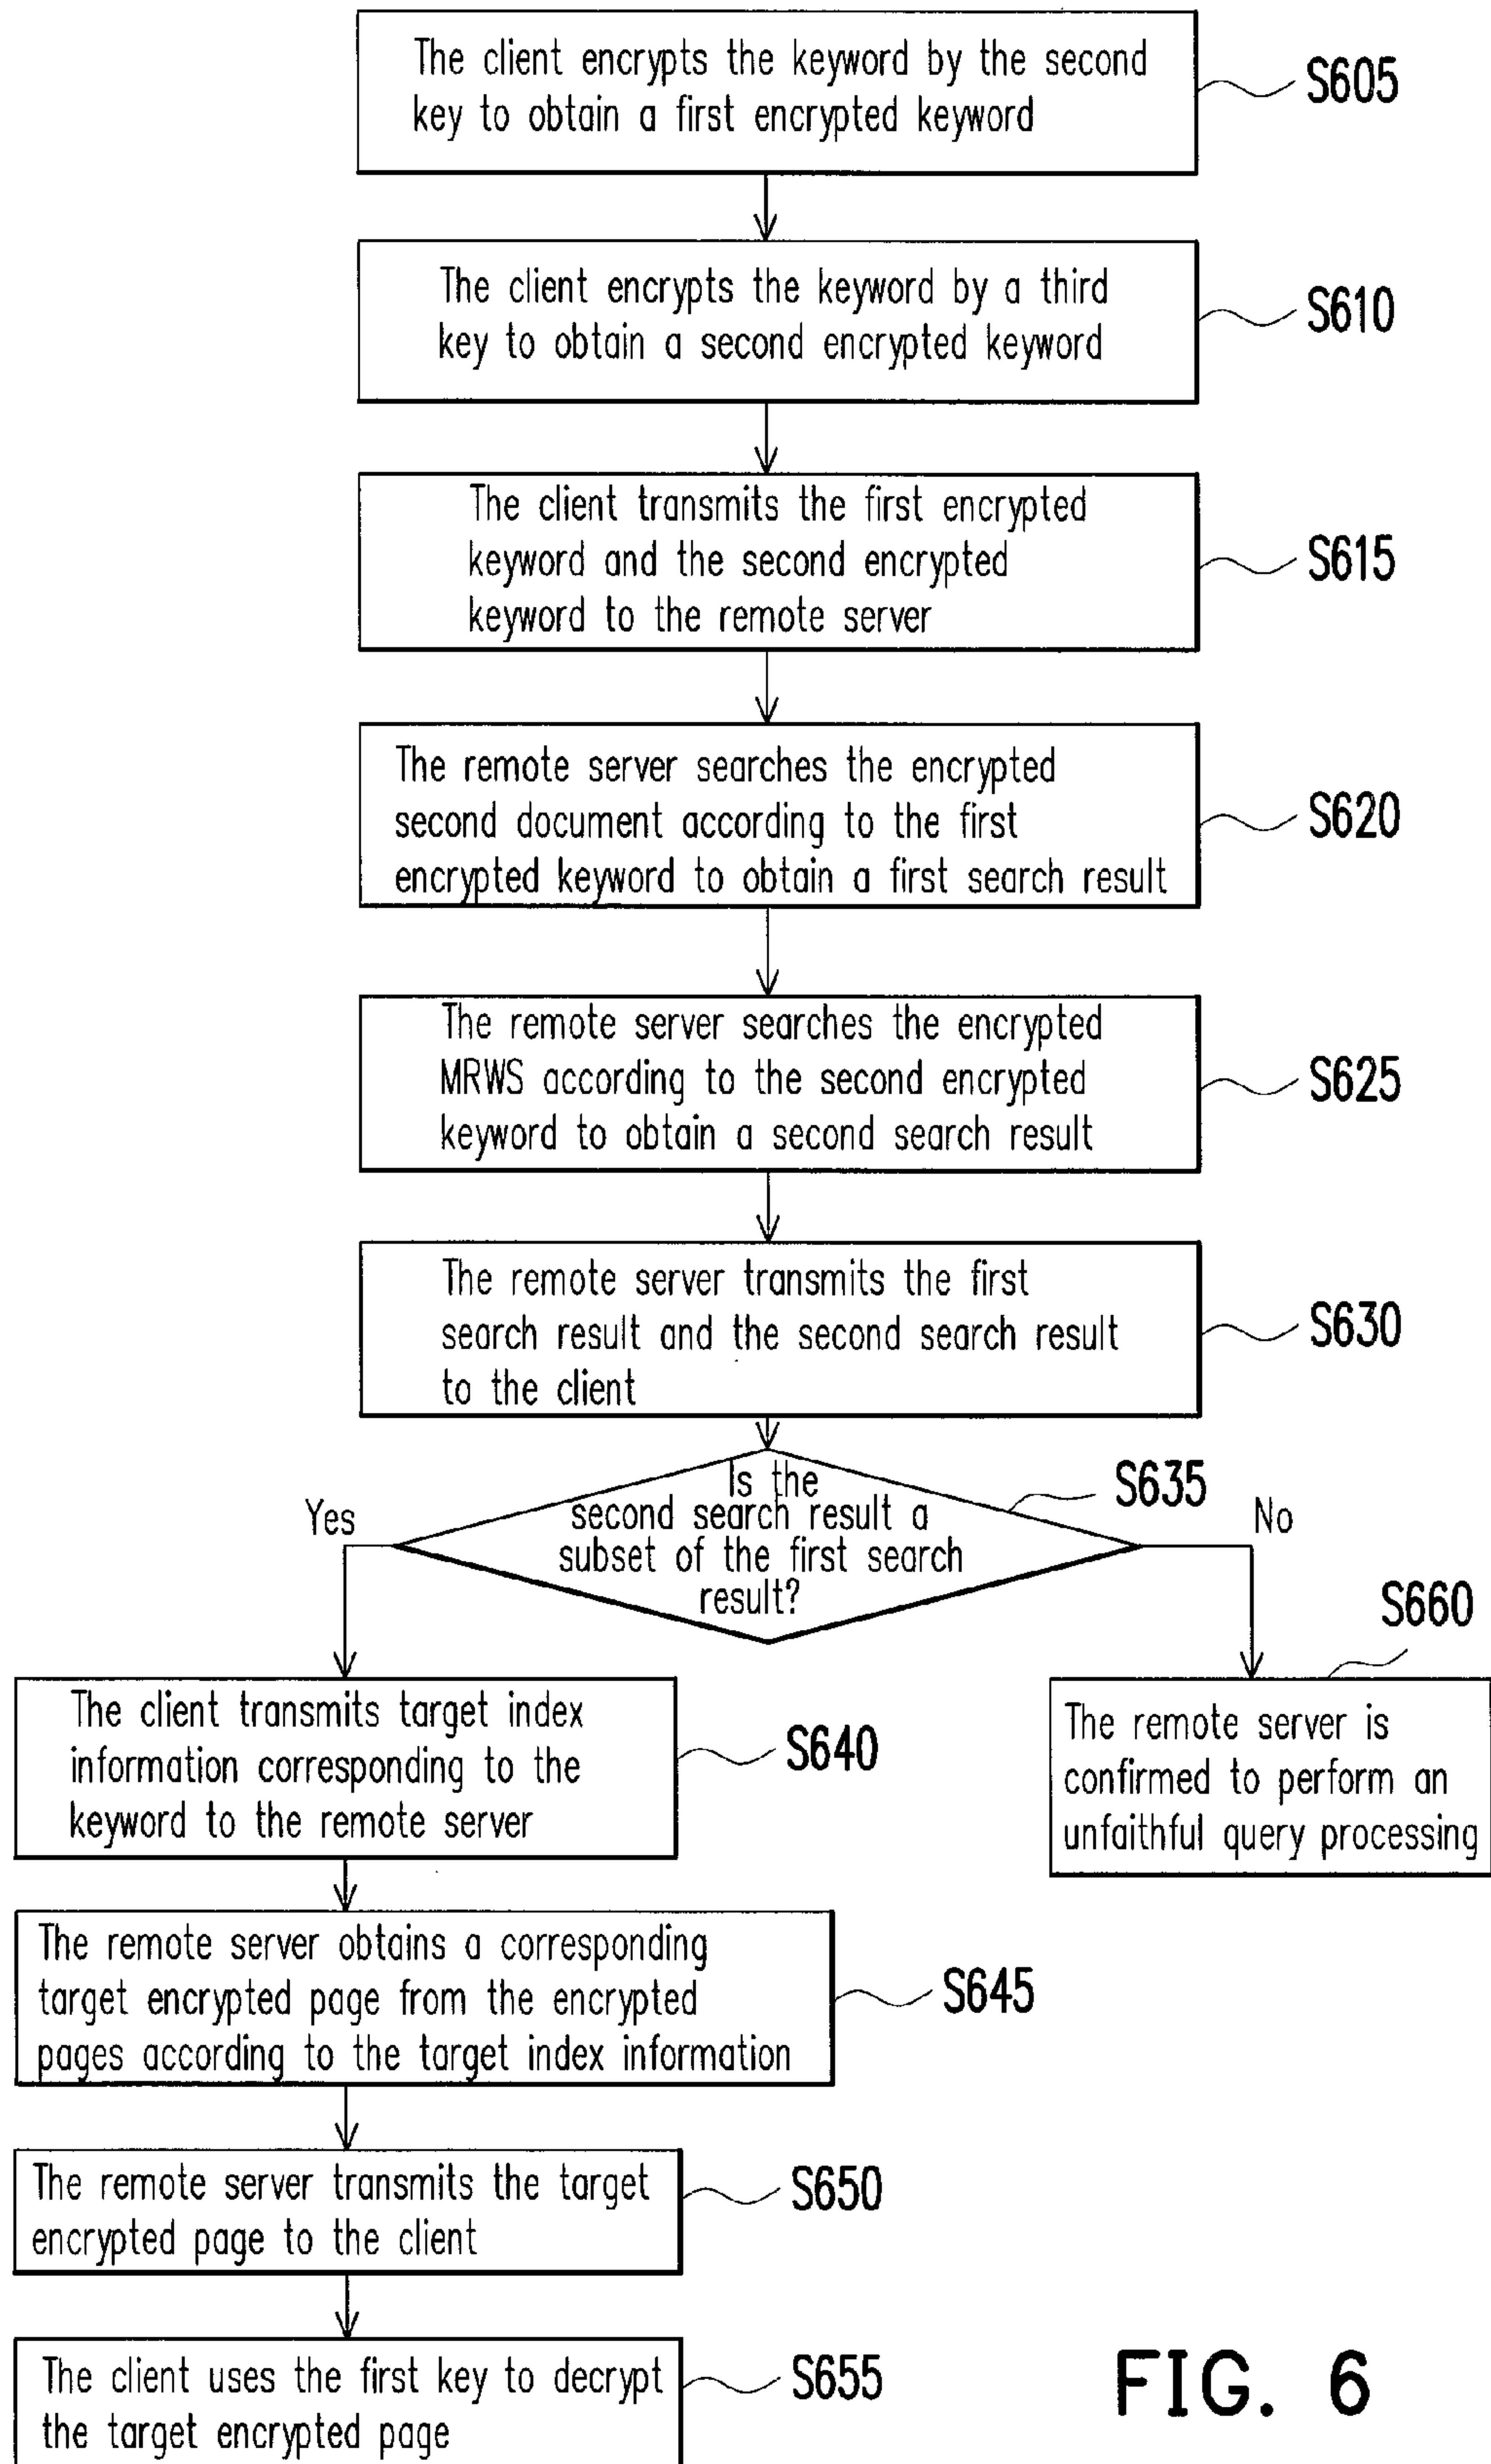 The client encrypts the keyword by the second
key to obtain a first encrypted keyword
S605
The client encrypts the keyword by a third
key to obtain a second encrypted keyword
S610
The client transmits the first encrypted
keyword and the second encrypted
keyword to the remote server
S615
The remote server searches the encrypted
second document according to the first
encrypted keyword to obtain a first search result
S620
The remote server searches the encrypted
MRWS according to the second encrypted
keyword to obtain a second search result
S625
The remote server transmits the first
search result and the second search result
to the client
S630
Is the
second search result a
subset of the first search
result?
S635
Yes
No
S660
The client transmits target index
information corresponding to the
keyword to the remote server
S640
The remote server is
confirmed to perform an
unfaithful query processing
The remote server obtains a corresponding
target encrypted page from the encrypted
pages according to the target index information
S645
The remote server transmits the target
encrypted page to the client
S650
The client uses the first key to decrypt
the target encrypted page
S655
FIG. 6